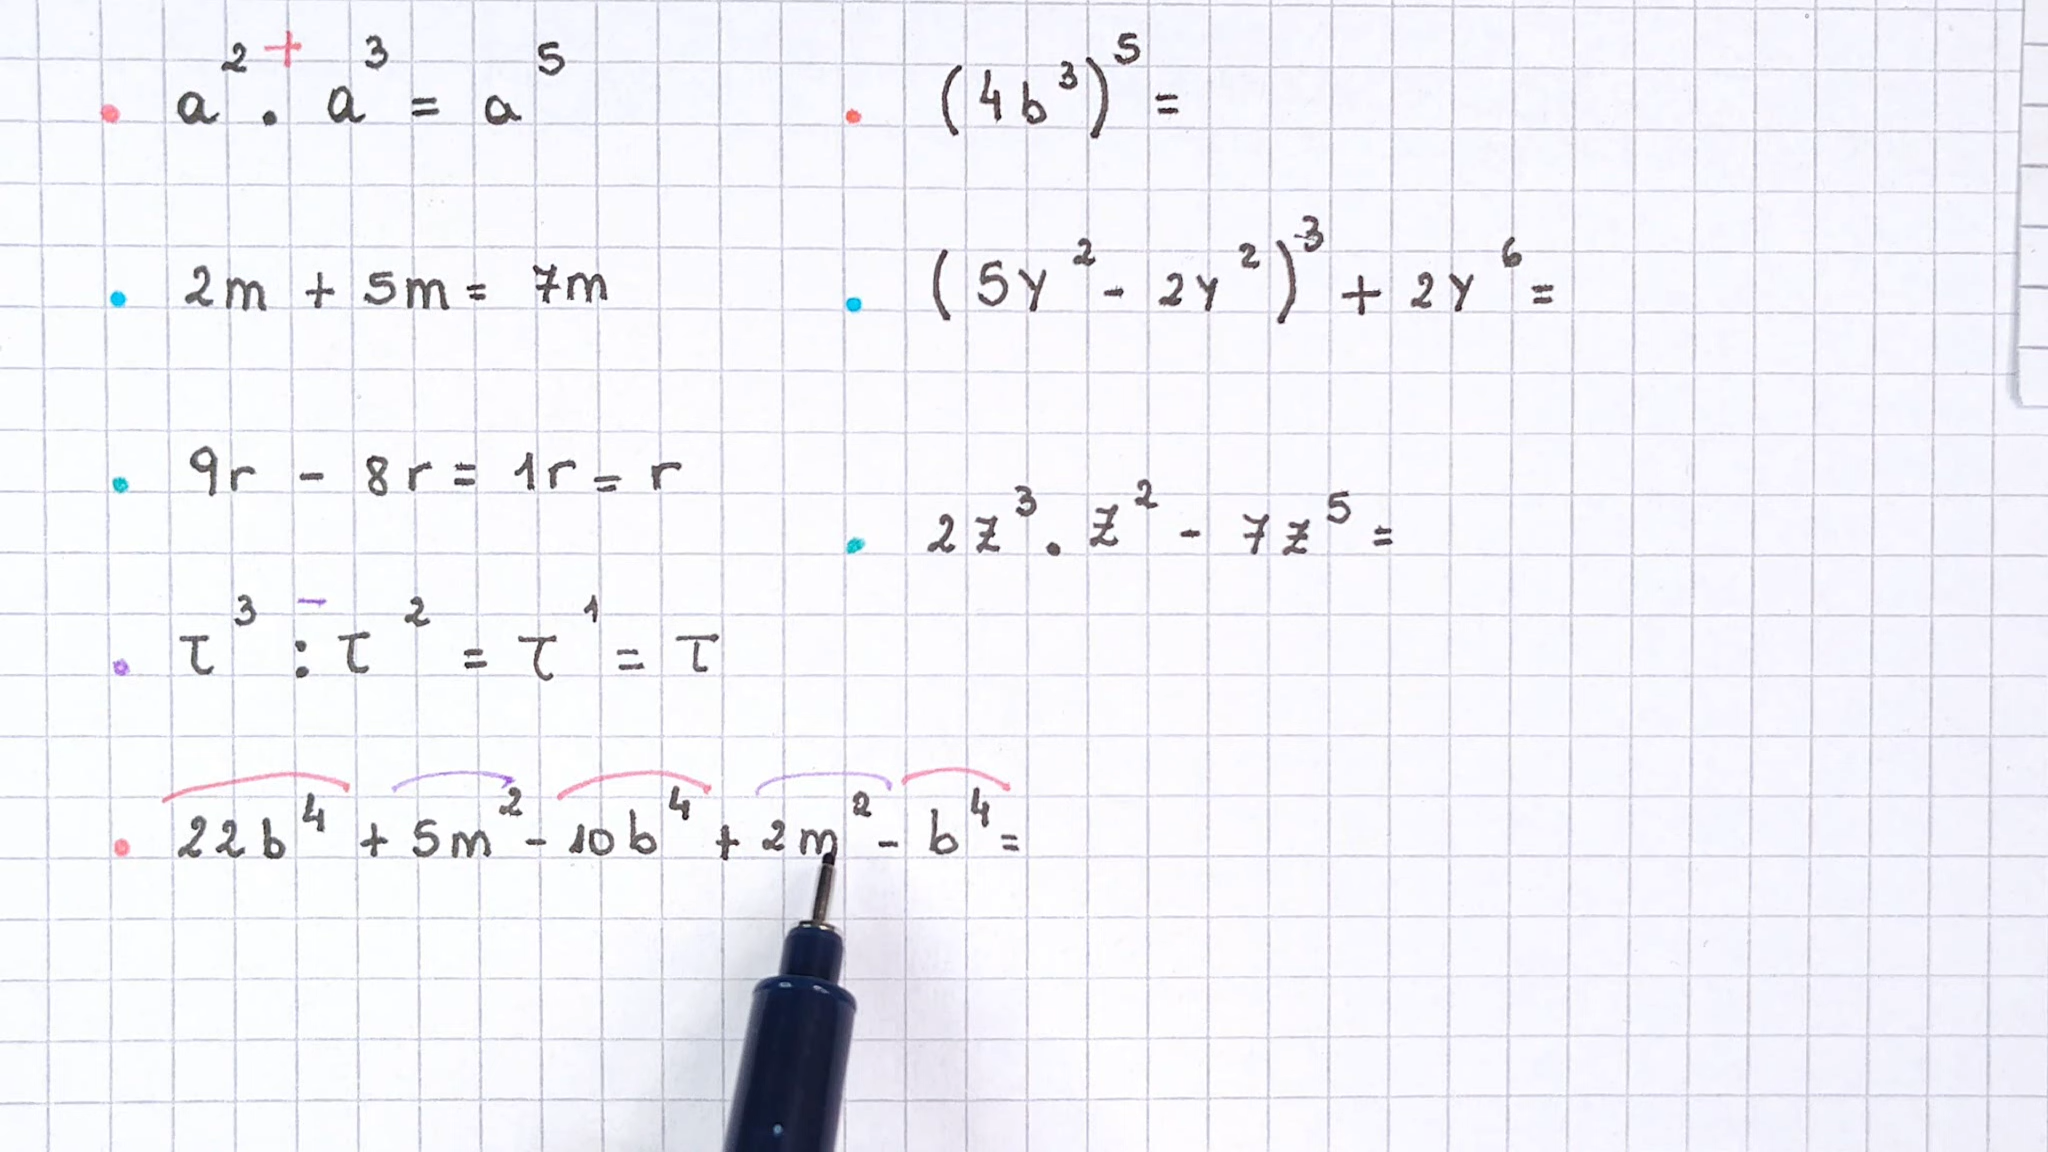 a² + · a³ = a⁵
2m + 5m = 7m
9r - 8r = 1r = r
τ³ - : τ² = τ¹ = τ
22b⁴ + 5m² - 10b⁴ + 2m² - b⁴ =
(4b³)⁵ =
(5y² - 2y²)³ + 2y⁶ =
2z³ · z² - 7z⁵ =